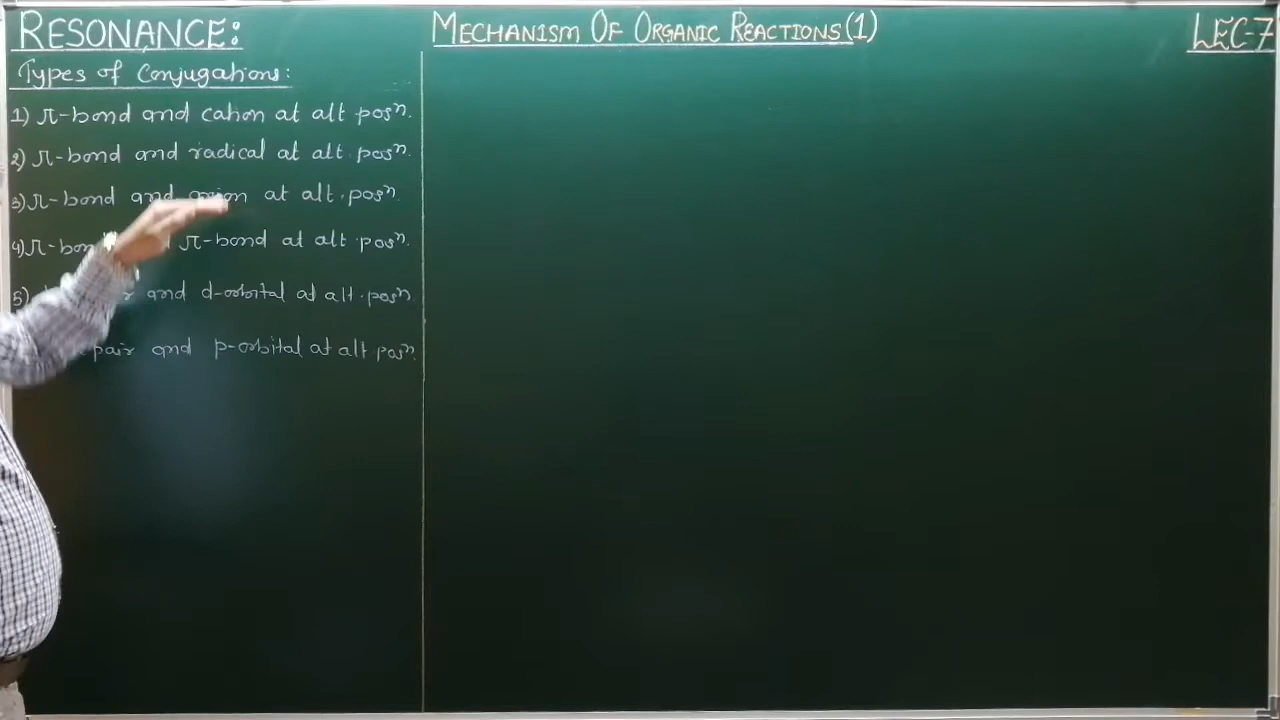 RESONANCE:
MECHANISM OF ORGANIC REACTIONS(1)
LEC-7
Types of Conjugations:
1) π-bond and cation at alt posⁿ.
2) π-bond and radical at alt. posⁿ.
3) π-bond and anion at alt. posⁿ.
4) π-bond π-bond at alt. posⁿ.
5) and d-orbital at alt. posⁿ
pair and p-orbital at alt posⁿ.